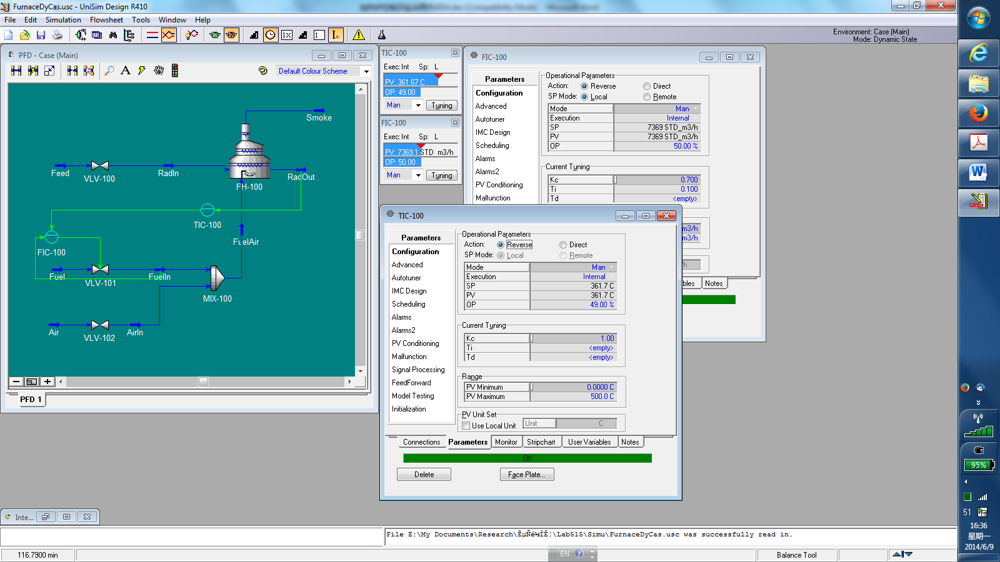 FurnaceDyCas.usc - UniSim Design R410
File Edit Simulation Flowsheet Tools Window Help
Environment: Case (Main)
Mode: Dynamic State
PFD - Case (Main)
Default Colour Scheme
Smoke
Feed
VLV-100
RadIn
RadOut
FH-100
TIC-100
FuelAir
FIC-100
Fuel
VLV-101
FuelIn
MIX-100
Air
VLV-102
AirIn
PFD 1
TIC-100
Exec:Int Sp: L
PV: 361.67 C
OP: 49.00
Man Tuning
FIC-100
Exec:Int Sp: L
PV: 7369.1 STD_m3/h
OP: 50.00
Man Tuning
FIC-100
Parameters
Configuration
Advanced
Autotuner
IMC Design
Scheduling
Alarms
Alarms2
PV Conditioning
Malfunction
Operational Parameters
Action: Reverse Direct
SP Mode: Local Remote
Mode Man
Execution Internal
SP 7369 STD_m3/h
PV 7369 STD_m3/h
OP 50.00 %
Current Tuning
Kc 0.700
Ti 0.100
Td <empty>
m3/h
m3/h
/h
bles Notes
TIC-100
Parameters
Configuration
Advanced
Autotuner
IMC Design
Scheduling
Alarms
Alarms2
PV Conditioning
Malfunction
Signal Processing
FeedForward
Model Testing
Initialization
Operational Parameters
Action: Reverse Direct
SP Mode: Local Remote
Mode Man
Execution Internal
SP 361.7 C
PV 361.7 C
OP 49.00 %
Current Tuning
Kc 1.00
Ti <empty>
Td <empty>
Range
PV Minimum 0.0000 C
PV Maximum 500.0 C
PV Unit Set
Use Local Unit Unit C
Connections Parameters Monitor Stripchart User Variables Notes
OK
Delete Face Plate...
Inte...
File E:\My Documents\Research\ÊµÑé½ÌÊ¦\Lab515\Simu\FurnaceDyCas.usc was successfully read in.
116.7900 min
EN
Balance Tool
95%
51
16:36
星期一
2014/6/9